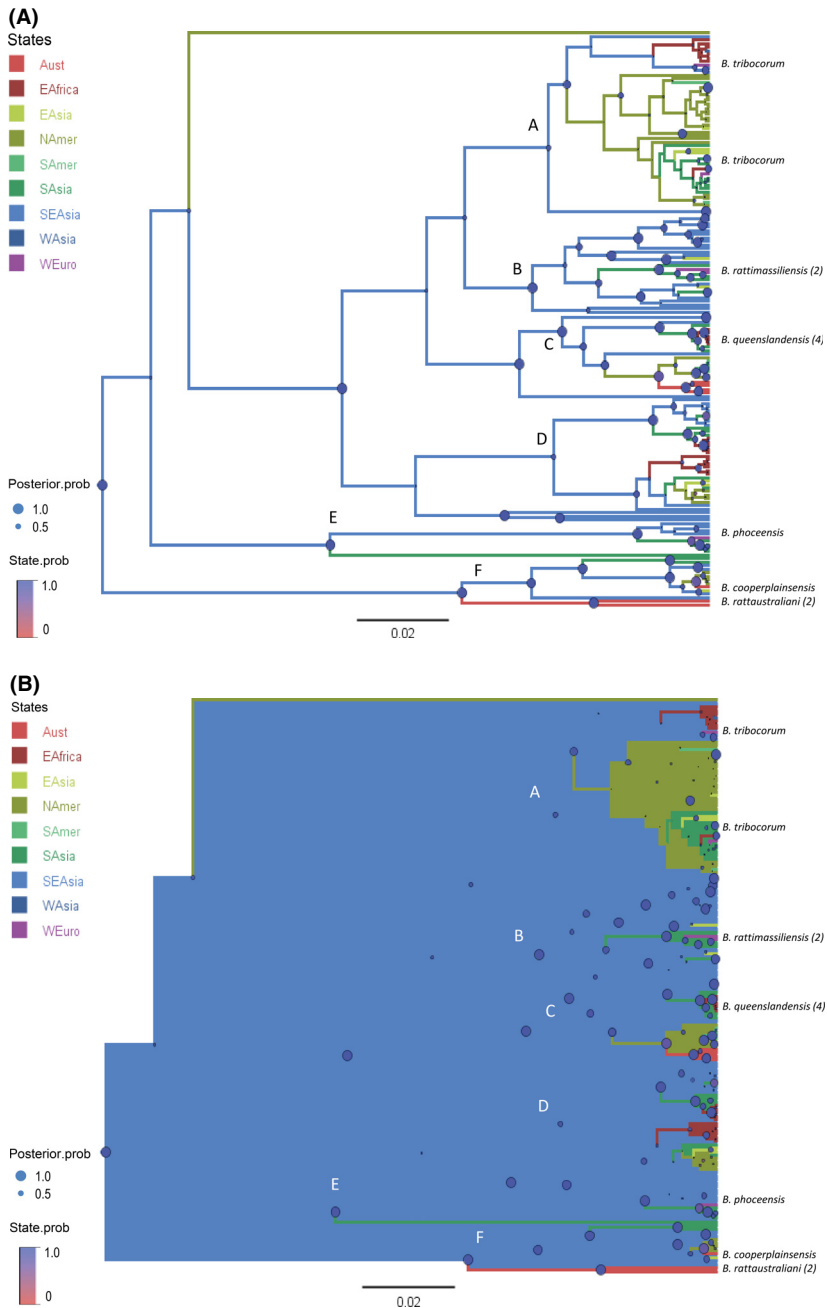 (A)
States
Aust
EAfrica
EAsia
NAmer
SAmer
SAsia
SEAsia
WAsia
WEuro
A
B
C
D
E
F
B. tribocorum
B. tribocorum
B. rattimassiliensis (2)
B. queenslandensis (4)
B. phoceensis
B. cooperplainsensis
B. rattaustraliani (2)
Posterior.prob
1.0
0.5
State.prob
1.0
0
0.02
(B)
States
Aust
EAfrica
EAsia
NAmer
SAmer
SAsia
SEAsia
WAsia
WEuro
A
B
C
D
E
F
B. tribocorum
B. tribocorum
B. rattimassiliensis (2)
B. queenslandensis (4)
B. phoceensis
B. cooperplainsensis
B. rattaustraliani (2)
Posterior.prob
1.0
0.5
State.prob
1.0
0
0.02